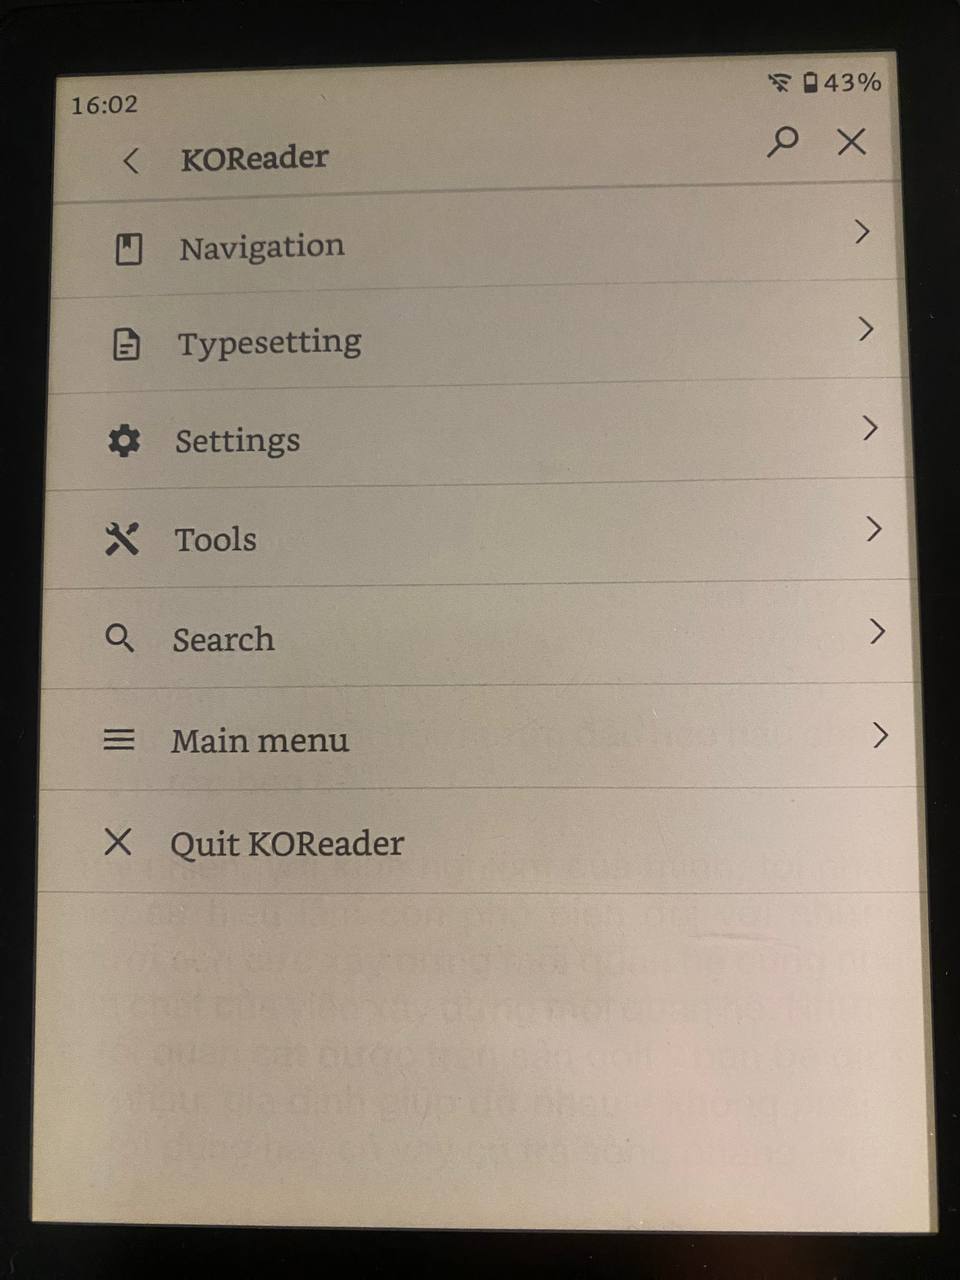 16:02
43%
KOReader
Navigation
Typesetting
Settings
Tools
Search
Main menu
Quit KOReader